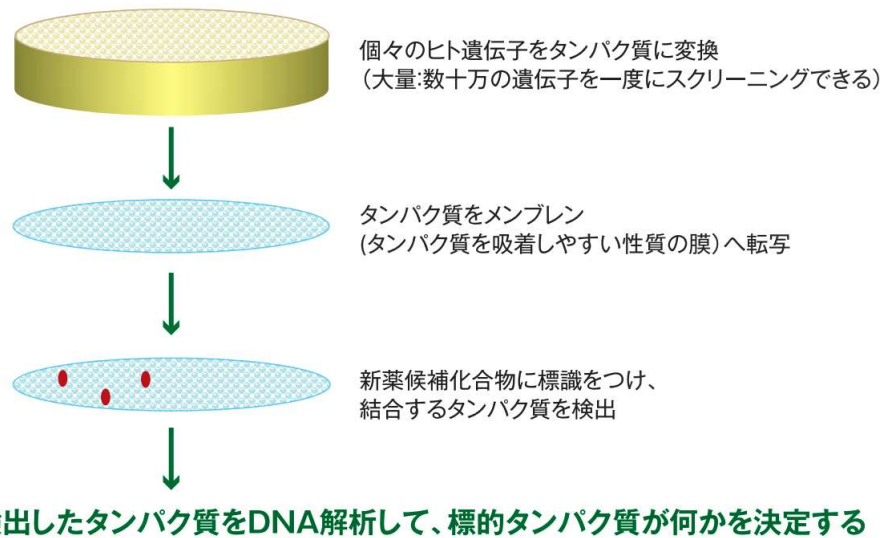 個々のヒト遺伝子をタンパク質に変換
（大量:数十万の遺伝子を一度にスクリーニングできる）
タンパク質をメンブレン
(タンパク質を吸着しやすい性質の膜）へ転写
新薬候補化合物に標識をつけ、
結合するタンパク質を検出
出したタンパク質をDNA解析して、標的タンパク質が何かを決定する